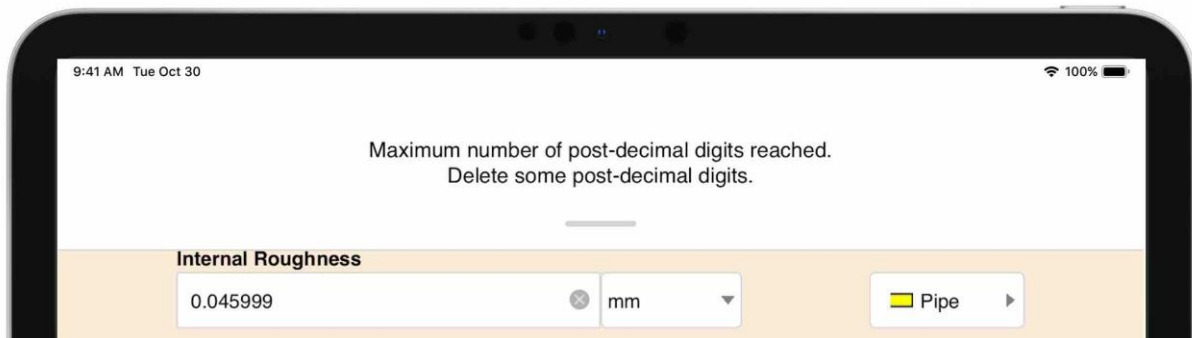 9:41 AM Tue Oct 30 100%
Maximum number of post-decimal digits reached.
Delete some post-decimal digits.
Internal Roughness
0.045999 mm Pipe